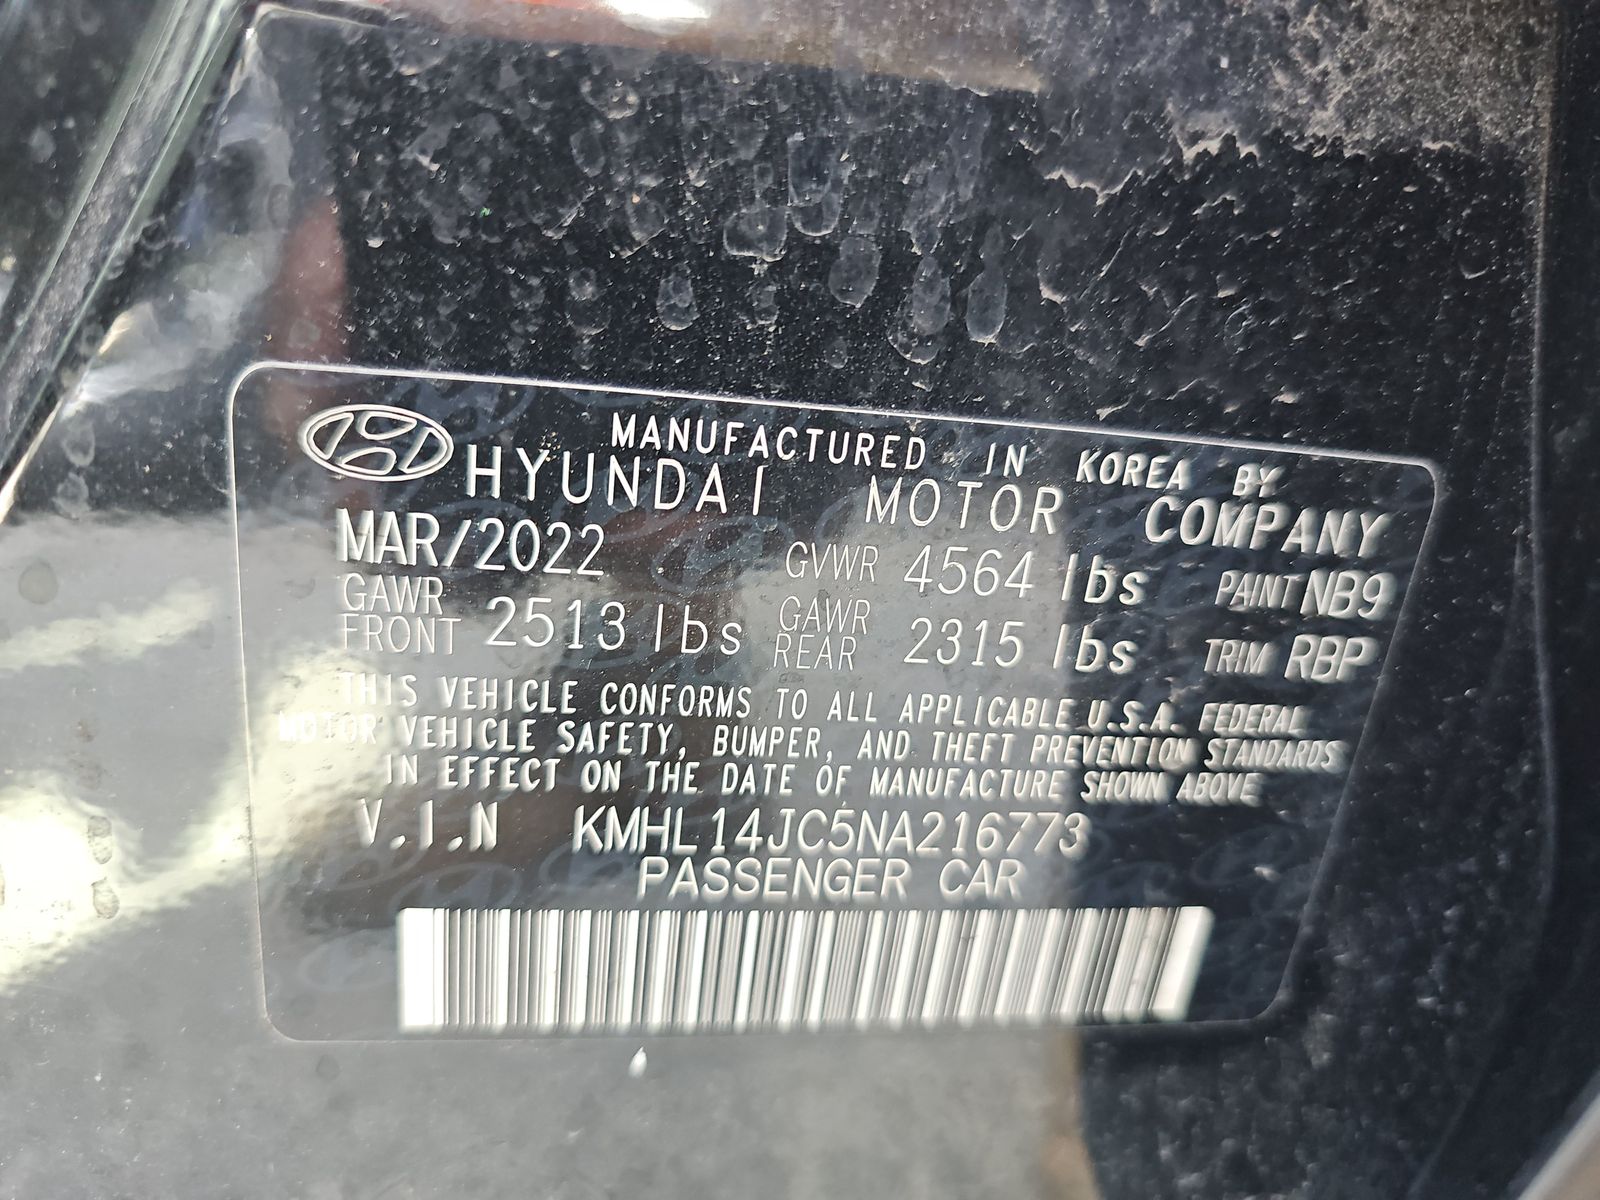 MANUFACTURED IN KOREA BY
HYUNDAI MOTOR COMPANY
MAR/2022 GVWR 4564 lbs PAINT NB9
GAWR FRONT 2513 lbs GAWR REAR 2315 lbs TRIM RBP
THIS VEHICLE CONFORMS TO ALL APPLICABLE U.S.A. FEDERAL
MOTOR VEHICLE SAFETY, BUMPER, AND THEFT PREVENTION STANDARDS
IN EFFECT ON THE DATE OF MANUFACTURE SHOWN ABOVE
V.I.N KMHL14JC5NA216773
PASSENGER CAR